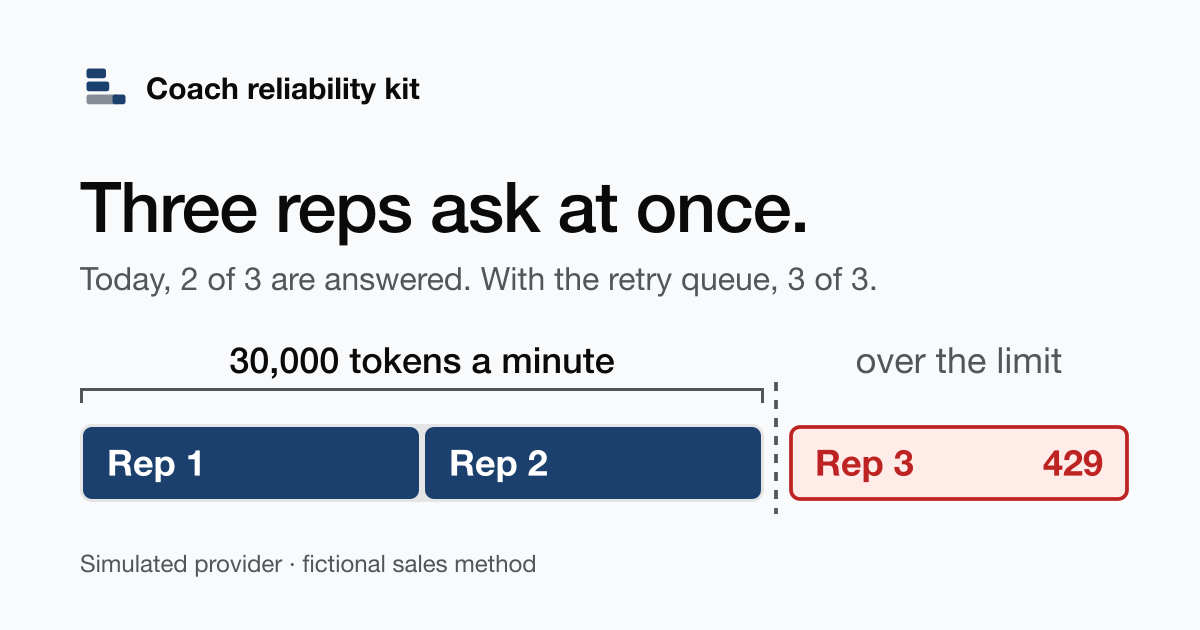 Coach reliability kit
Three reps ask at once.
Today, 2 of 3 are answered. With the retry queue, 3 of 3.
30,000 tokens a minute
over the limit
Rep 1
Rep 2
Rep 3
429
Simulated provider · fictional sales method